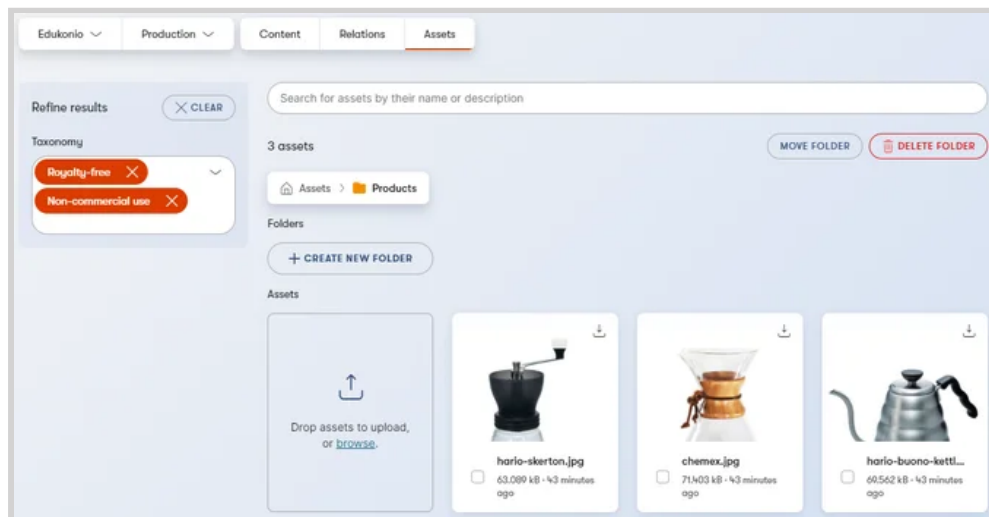 Edukonio
Production
Content
Relations
Assets
Refine results
CLEAR
Taxonomy
Royalty-free
Non-commercial use
Search for assets by their name or description
3 assets
MOVE FOLDER
DELETE FOLDER
Assets
Products
Folders
+ CREATE NEW FOLDER
Assets
Drop assets to upload,
or browse.
hario-skerton.jpg
63.089 kB - 43 minutes
ago
chemex.jpg
71.403 kB - 43 minutes
ago
hario-buono-kettl...
69.562 kB - 43 minutes
ago